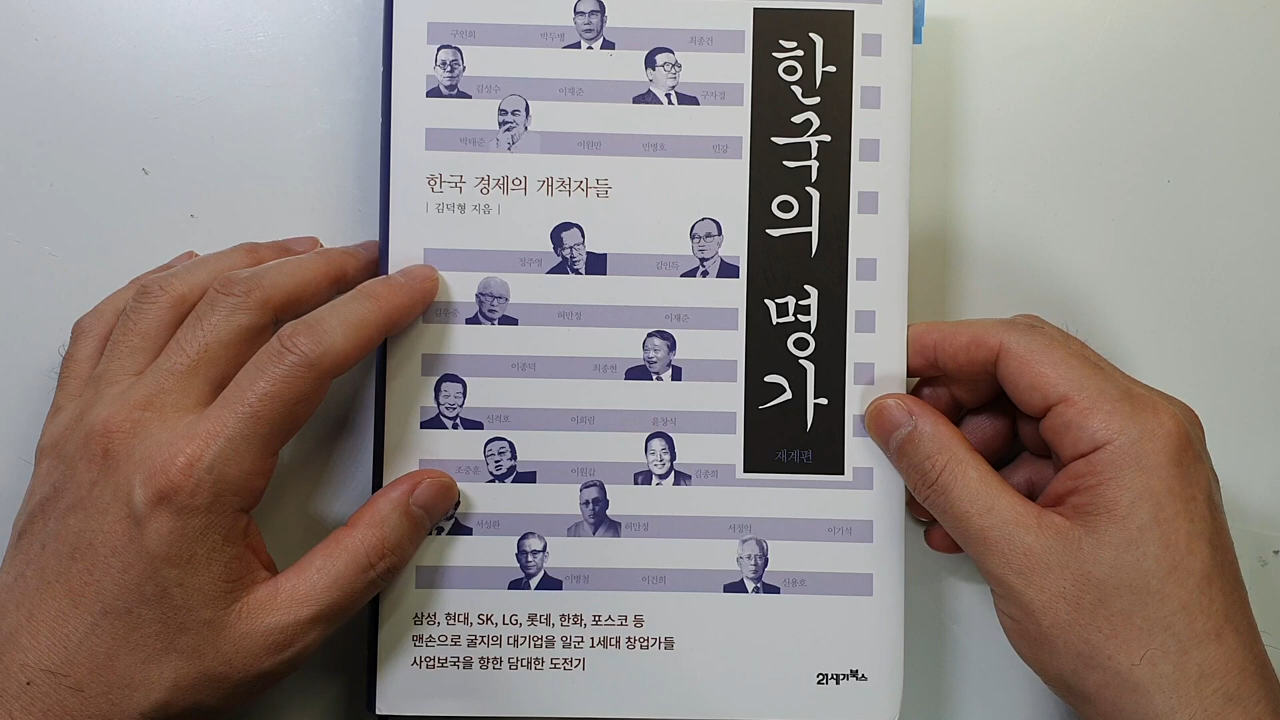 구인회 박두병 최종건
김성수 이재준 구자경
박태준 이원만 민병호 민강
한국 경제의 개척자들
| 김덕형 지음 |
정주영 김인득
김우중 허만정 이재준
이종덕 최종현
신격호 이희림 윤장식
조중훈 이원갑 김종희
서성환 허만정 서정익 이기석
이병철 이건희 신용호
한국의 명가
재계편
삼성, 현대, SK, LG, 롯데, 한화, 포스코 등
맨손으로 굴지의 대기업을 일군 1세대 창업가들
사업보국을 향한 담대한 도전기
21세기북스